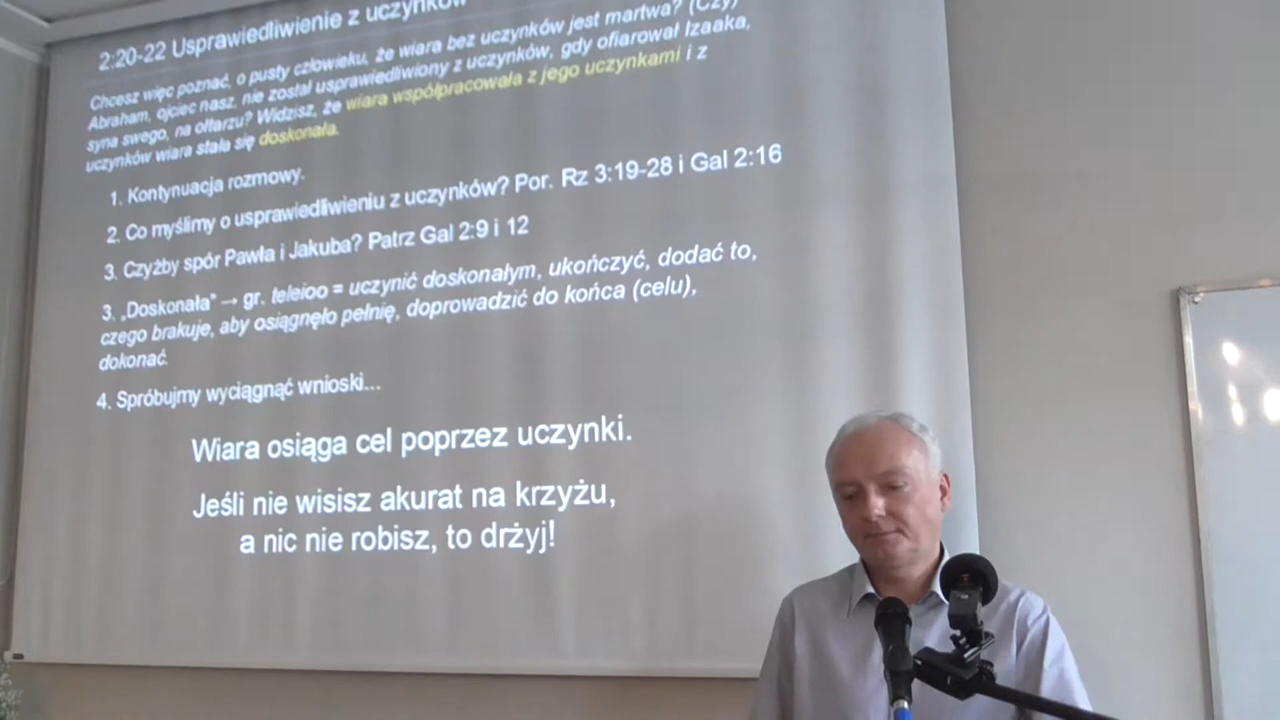 2:20-22 Usprawiedliwienie z uczynków
Chcesz więc poznać, o pusty człowieku, że wiara bez uczynków jest martwa? (Czy)
Abraham, ojciec nasz, nie został usprawiedliwiony z uczynków, gdy ofiarował Izaaka,
syna swego, na ołtarzu? Widzisz, że wiara współpracowała z jego uczynkami i z
uczynków wiara stała się doskonała.
1. Kontynuacja rozmowy.
2. Co myślimy o usprawiedliwieniu z uczynków? Por. Rz 3:19-28 i Gal 2:16
3. Czyżby spór Pawła i Jakuba? Patrz Gal 2:9 i 12
3. „Doskonała” → gr. teleioo = uczynić doskonałym, ukończyć, dodać to,
czego brakuje, aby osiągnęło pełnię, doprowadzić do końca (celu),
dokonać.
4. Spróbujmy wyciągnąć wnioski...
Wiara osiąga cel poprzez uczynki.
Jeśli nie wisisz akurat na krzyżu,
a nic nie robisz, to drżyj!